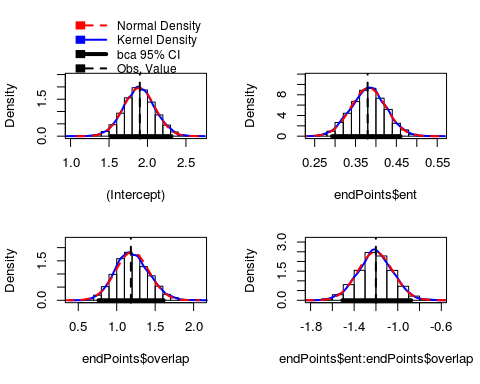 Normal Density
Kernel Density
bca 95% CI
Obs. Value
Density
0.0 1.5
1.0 1.5 2.0 2.5
(Intercept)
Density
0 4 8
0.25 0.35 0.45 0.55
endPoints$ent
Density
0.0 1.5
0.5 1.0 1.5 2.0
endPoints$overlap
Density
0.0 1.5 3.0
-1.8 -1.4 -1.0 -0.6
endPoints$ent:endPoints$overlap